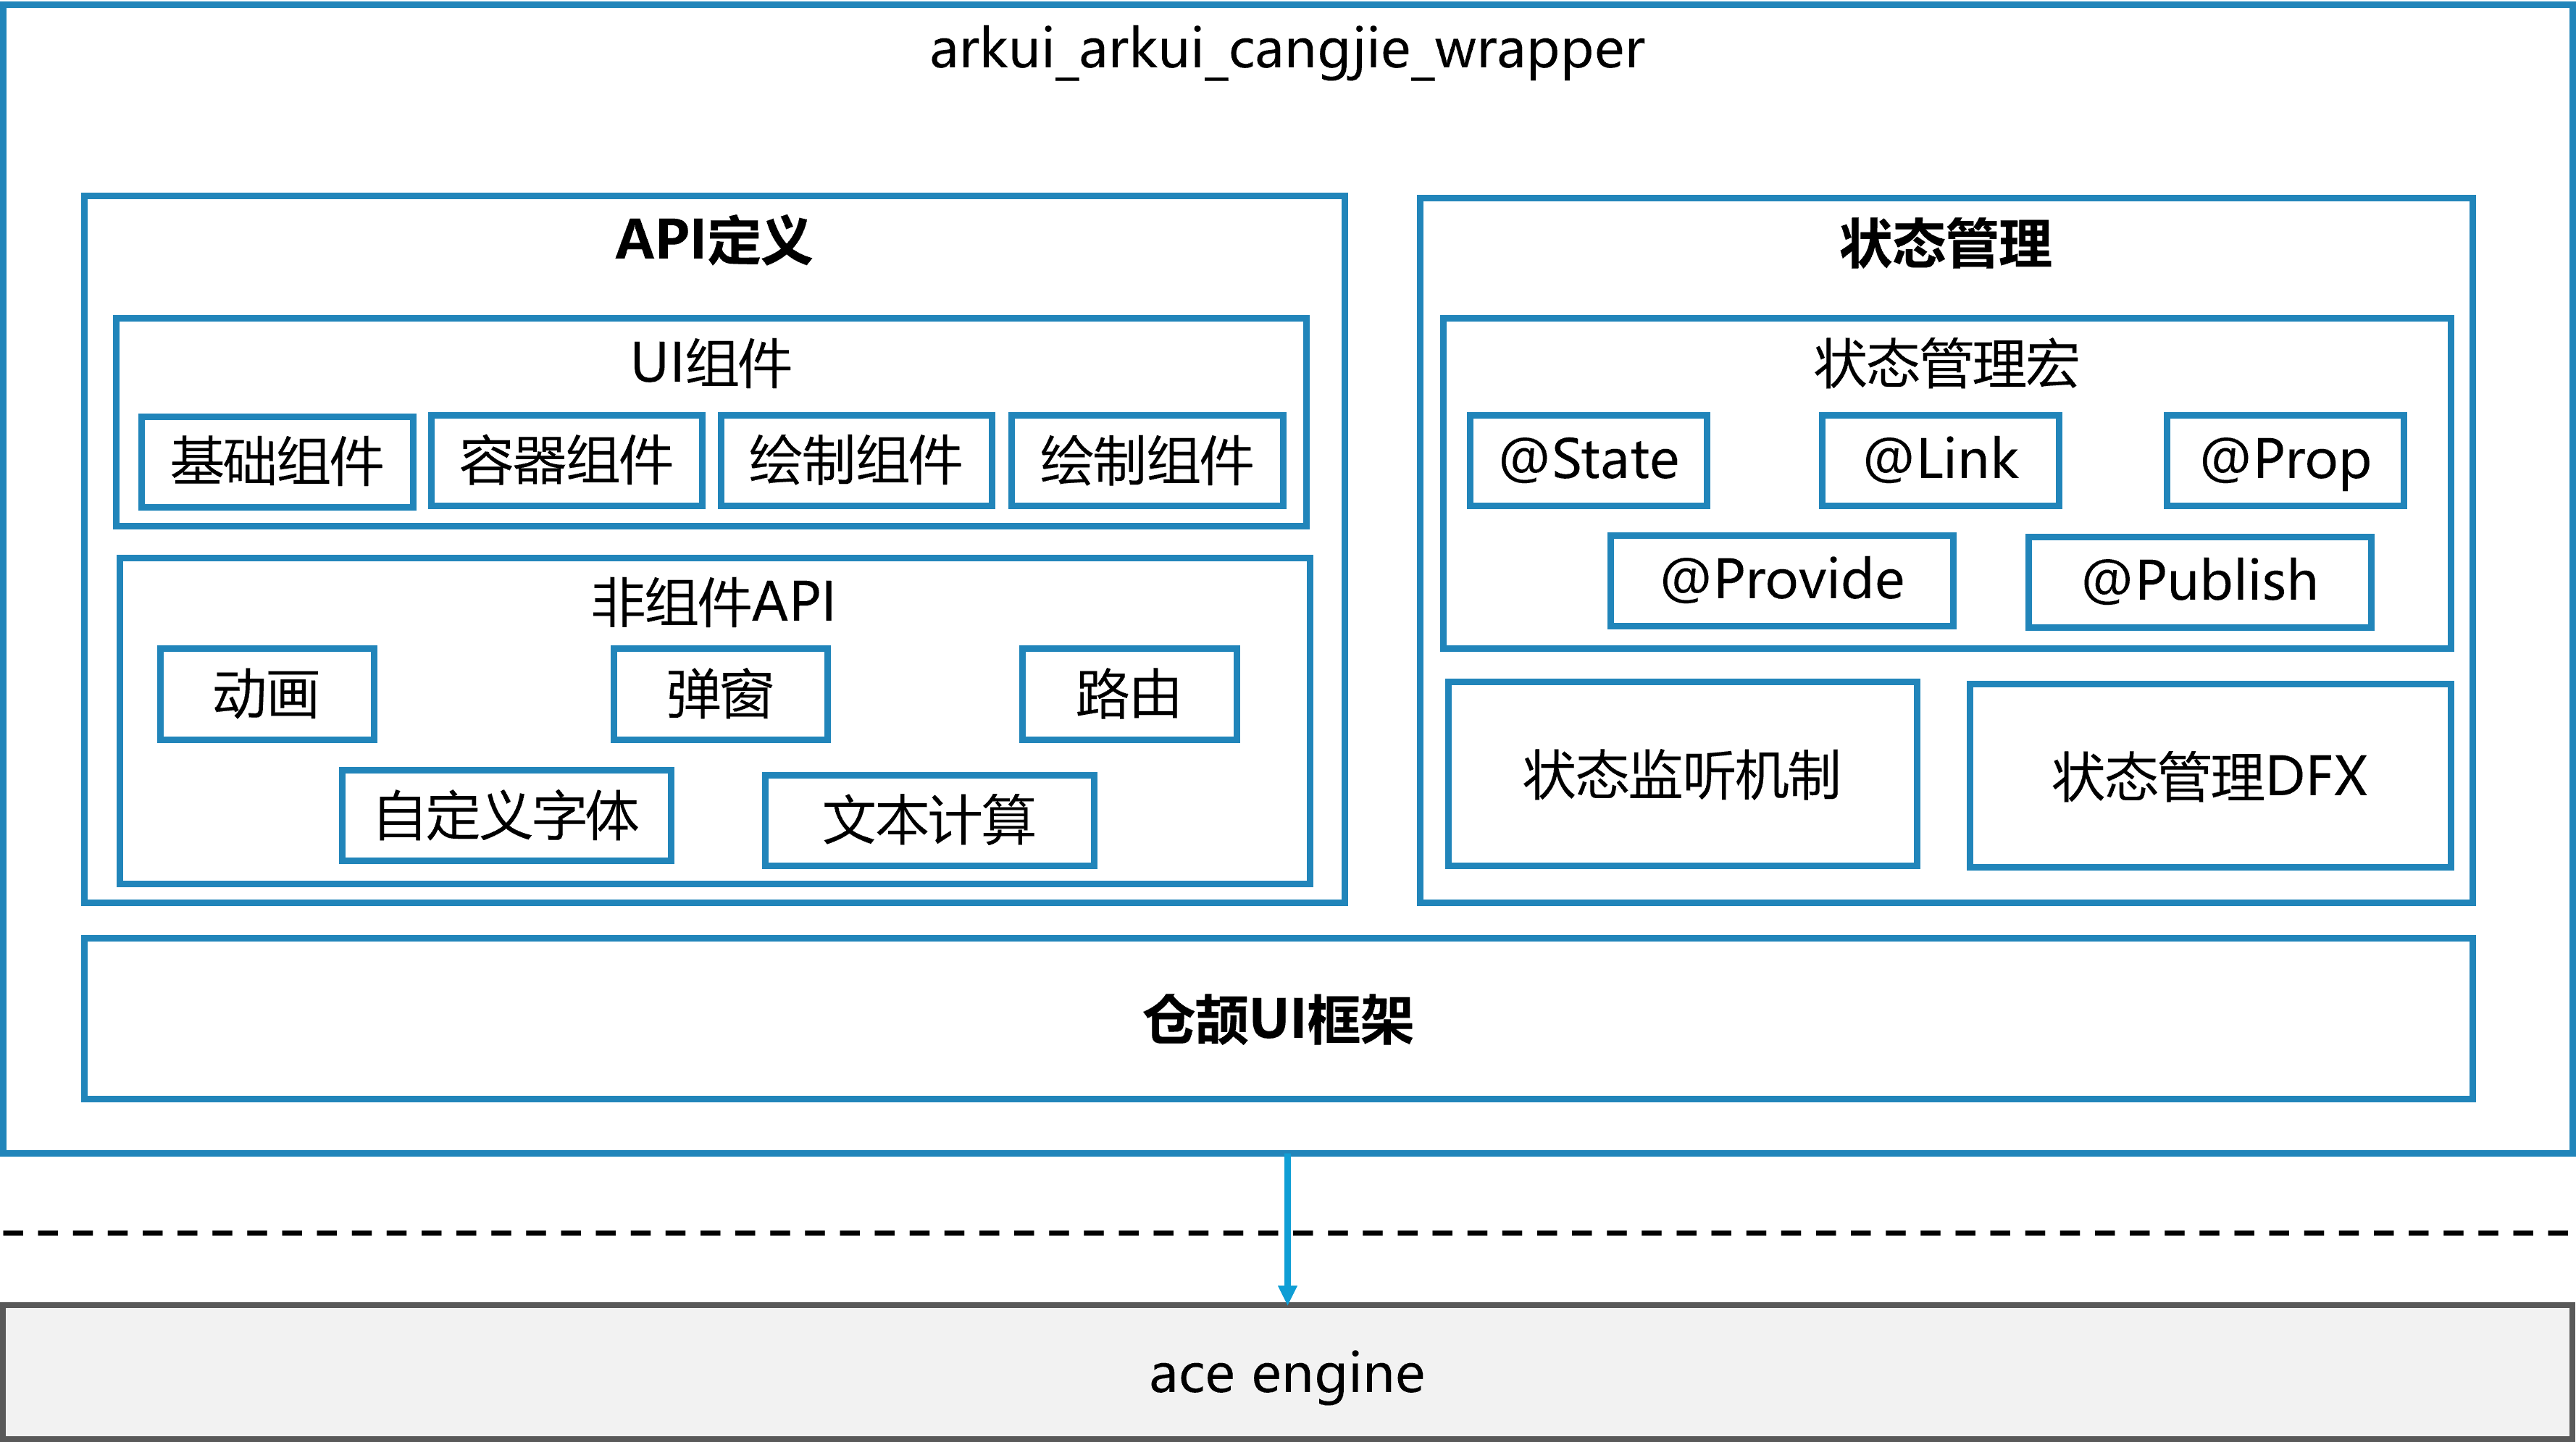 arkui_arkui_cangjie_wrapper
API定义
UI组件
基础组件
容器组件
绘制组件
绘制组件
非组件API
动画
弹窗
路由
自定义字体
文本计算
状态管理
状态管理宏
@State
@Link
@Prop
@Provide
@Publish
状态监听机制
状态管理DFX
仓颉UI框架
ace engine